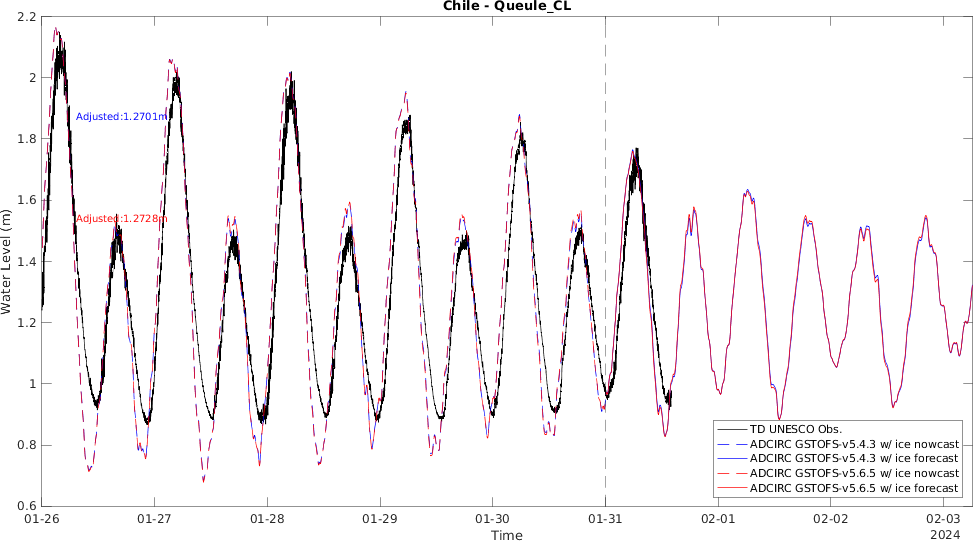 Chile - Queule_CL
2.2
2
1.8
1.6
1.4
1.2
1
0.8
0.6
Water Level (m)
Adjusted:1.2701m
Adjusted:1.2728m
01-26
01-27
01-28
01-29
01-30
01-31
02-01
02-02
02-03
2024
Time
TD UNESCO Obs.
ADCIRC GSTOFS-v5.4.3 w/ ice nowcast
ADCIRC GSTOFS-v5.4.3 w/ ice forecast
ADCIRC GSTOFS-v5.6.5 w/ ice nowcast
ADCIRC GSTOFS-v5.6.5 w/ ice forecast